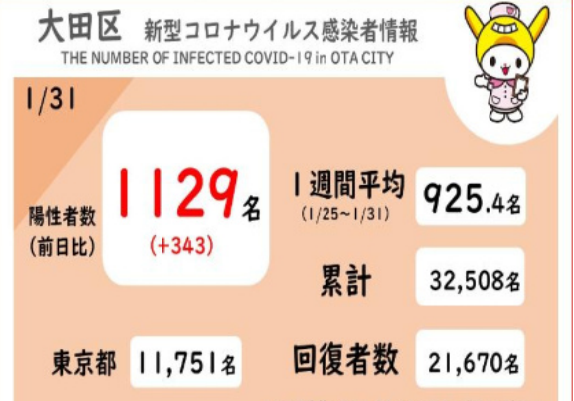 大田区 新型コロナウイルス感染者情報
THE NUMBER OF INFECTED COVID-19 in OTA CITY
1/31
陽性者数
(前日比)
1129名
(+343)
1週間平均
(1/25~1/31)
925.4名
累計
32,508名
東京都
11,751名
回復者数
21,670名